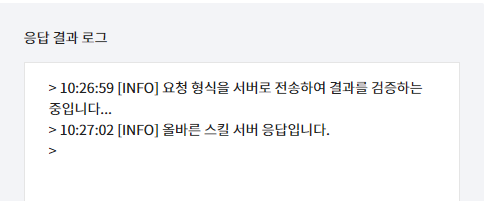 응답 결과 로그
> 10:26:59 [INFO] 요청 형식을 서버로 전송하여 결과를 검증하는
중입니다...
> 10:27:02 [INFO] 올바른 스킬 서버 응답입니다.
>